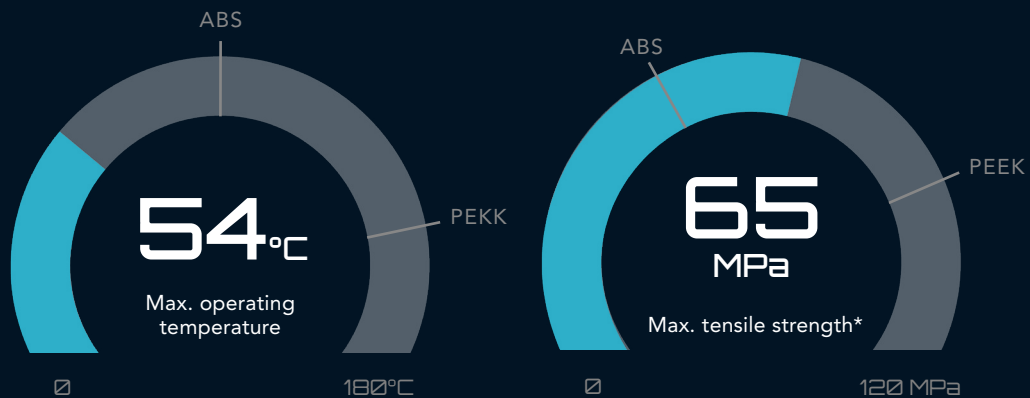 ABS
PEKK
54°C
Max. operating
temperature
0
180°C
ABS
PEEK
65
MPa
Max. tensile strength*
0
120 MPa